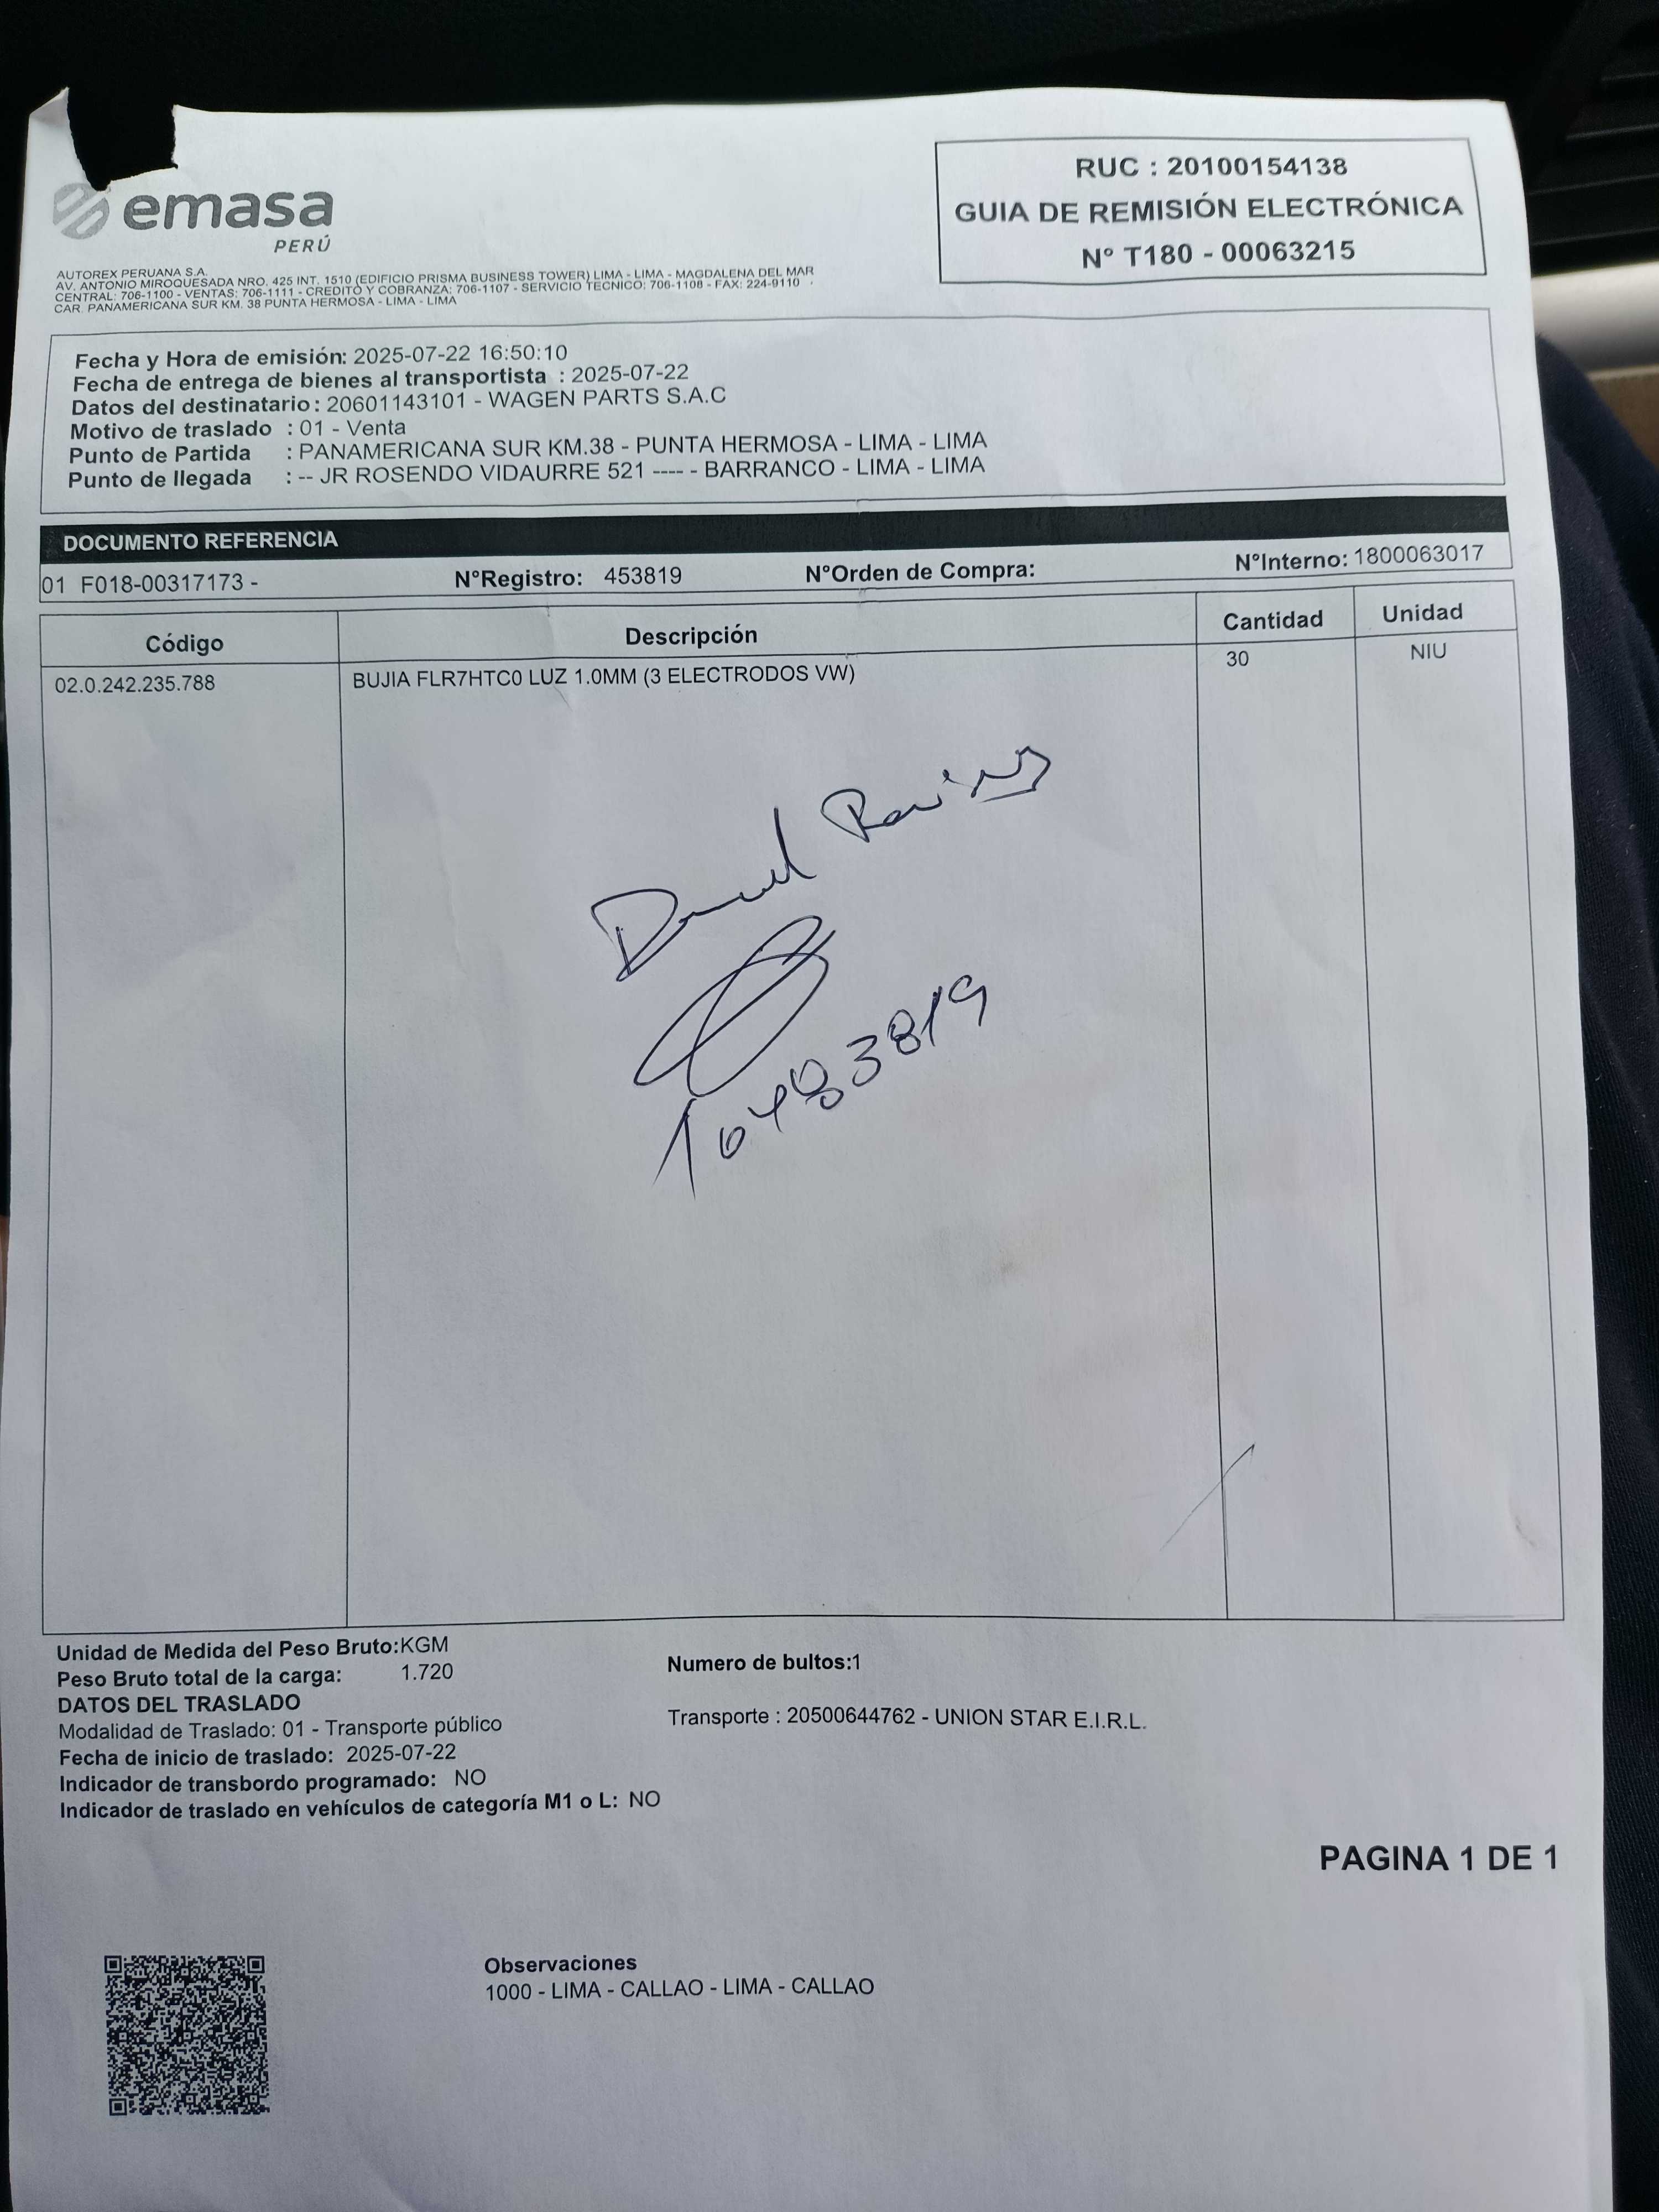 emasa
PERÚ
RUC : 20100154138
GUIA DE REMISIÓN ELECTRÓNICA
Nº T180 - 00063215
AUTOREX PERUANA S.A.
AV. ANTONIO MIROQUESADA NRO. 425 INT. 1510 (EDIFICIO PRISMA BUSINESS TOWER) LIMA - LIMA - MAGDALENA DEL MAR
CENTRAL: 706-1100 - VENTAS: 706-1111 - CREDITO Y COBRANZA: 706-1107 - SERVICIO TECNICO: 706-1108 - FAX: 224-9110
CAR. PANAMERICANA SUR KM. 38 PUNTA HERMOSA - LIMA - LIMA
Fecha y Hora de emisión: 2025-07-22 16:50:10
Fecha de entrega de bienes al transportista : 2025-07-22
Datos del destinatario : 20601143101 - WAGEN PARTS S.A.C
Motivo de traslado : 01 - Venta
Punto de Partida : PANAMERICANA SUR KM.38 - PUNTA HERMOSA - LIMA - LIMA
Punto de llegada : -- JR ROSENDO VIDAURRE 521 ---- - BARRANCO - LIMA - LIMA
DOCUMENTO REFERENCIA
01 F018-00317173 - N°Registro: 453819 N°Orden de Compra: N°Interno: 1800063017
Código Descripción Cantidad Unidad
02.0.242.235.788 BUJIA FLR7HTC0 LUZ 1.0MM (3 ELECTRODOS VW) 30 NIU
Unidad de Medida del Peso Bruto:KGM
Peso Bruto total de la carga: 1.720 Numero de bultos:1
DATOS DEL TRASLADO
Modalidad de Traslado: 01 - Transporte público Transporte : 20500644762 - UNION STAR E.I.R.L.
Fecha de inicio de traslado: 2025-07-22
Indicador de transbordo programado: NO
Indicador de traslado en vehículos de categoría M1 o L: NO
PAGINA 1 DE 1
Observaciones
1000 - LIMA - CALLAO - LIMA - CALLAO